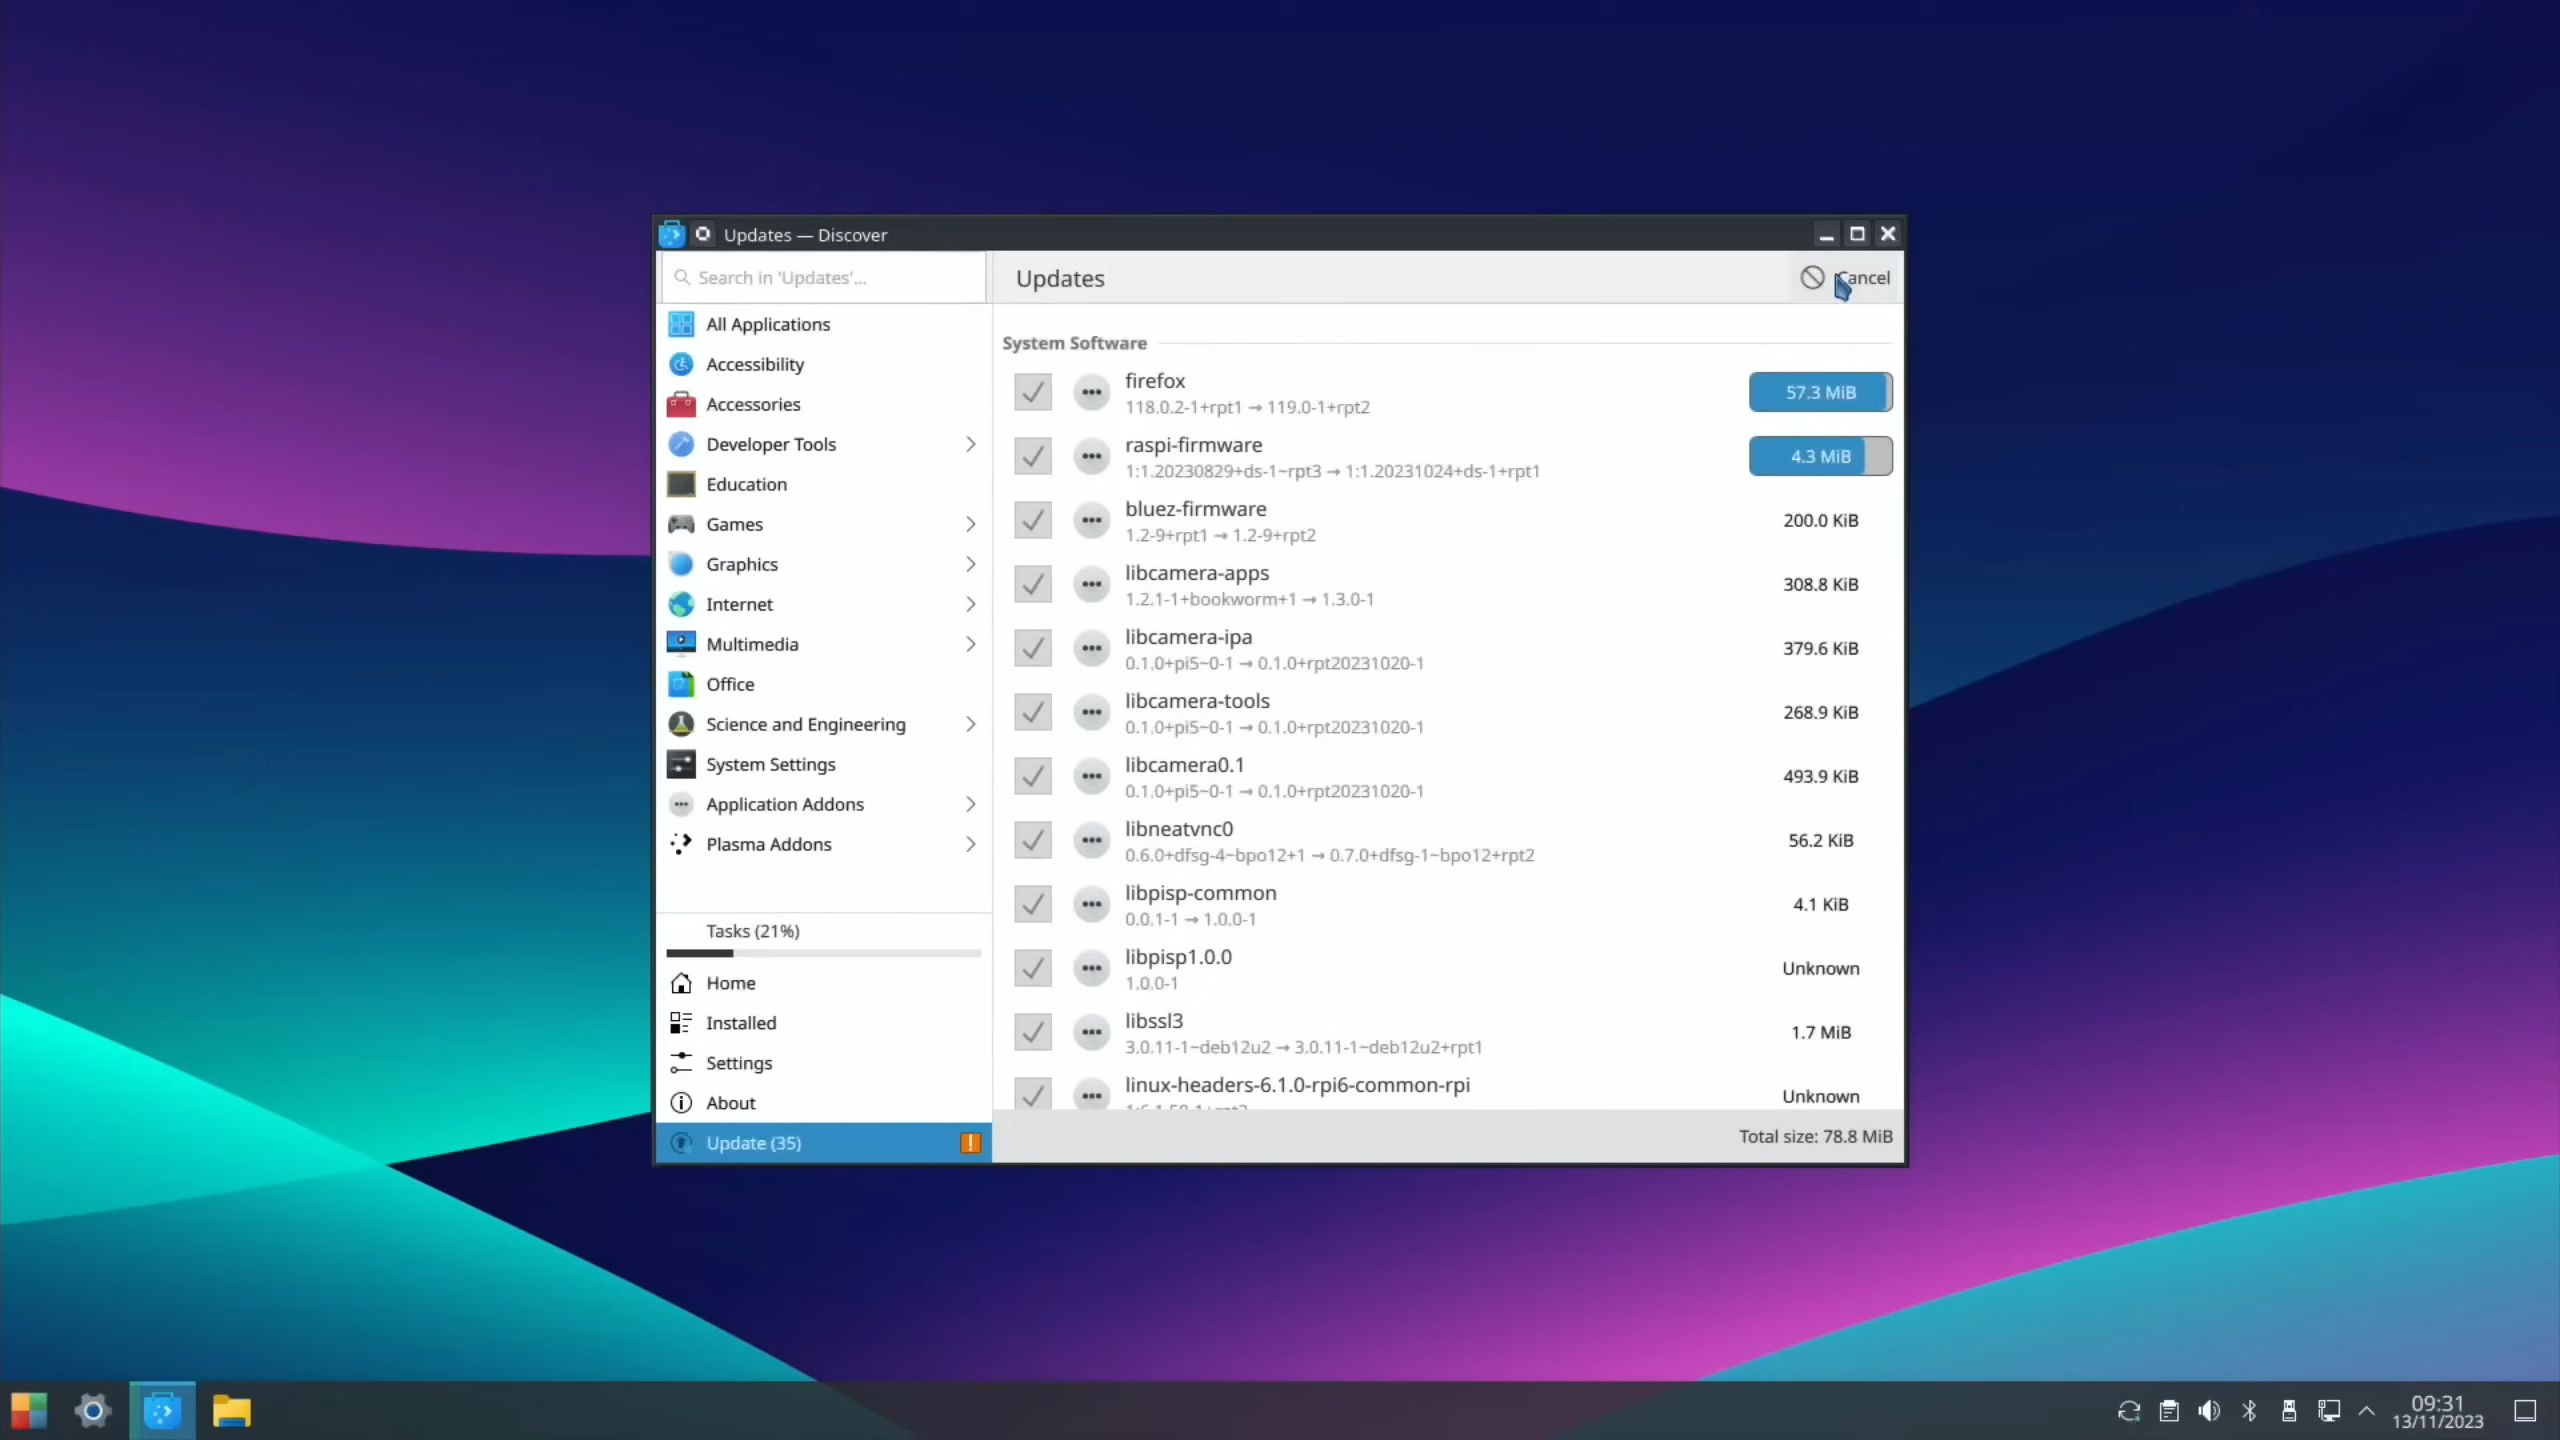 Updates — Discover
Search in 'Updates'...
Updates
Cancel
All Applications
Accessibility
Accessories
Developer Tools
Education
Games
Graphics
Internet
Multimedia
Office
Science and Engineering
System Settings
Application Addons
Plasma Addons
Tasks (21%)
Home
Installed
Settings
About
Update (35)
System Software
firefox
118.0.2-1+rpt1 → 119.0-1+rpt2
57.3 MiB
raspi-firmware
1:1.20230829+ds-1~rpt3 → 1:1.20231024+ds-1+rpt1
4.3 MiB
bluez-firmware
1.2-9+rpt1 → 1.2-9+rpt2
200.0 KiB
libcamera-apps
1.2.1-1+bookworm+1 → 1.3.0-1
308.8 KiB
libcamera-ipa
0.1.0+pi5~0-1 → 0.1.0+rpt20231020-1
379.6 KiB
libcamera-tools
0.1.0+pi5~0-1 → 0.1.0+rpt20231020-1
268.9 KiB
libcamera0.1
0.1.0+pi5~0-1 → 0.1.0+rpt20231020-1
493.9 KiB
libneatvnc0
0.6.0+dfsg-4~bpo12+1 → 0.7.0+dfsg-1~bpo12+rpt2
56.2 KiB
libpisp-common
0.0.1-1 → 1.0.0-1
4.1 KiB
libpisp1.0.0
1.0.0-1
Unknown
libssl3
3.0.11-1~deb12u2 → 3.0.11-1~deb12u2+rpt1
1.7 MiB
linux-headers-6.1.0-rpi6-common-rpi
Unknown
Total size: 78.8 MiB
09:31
13/11/2023